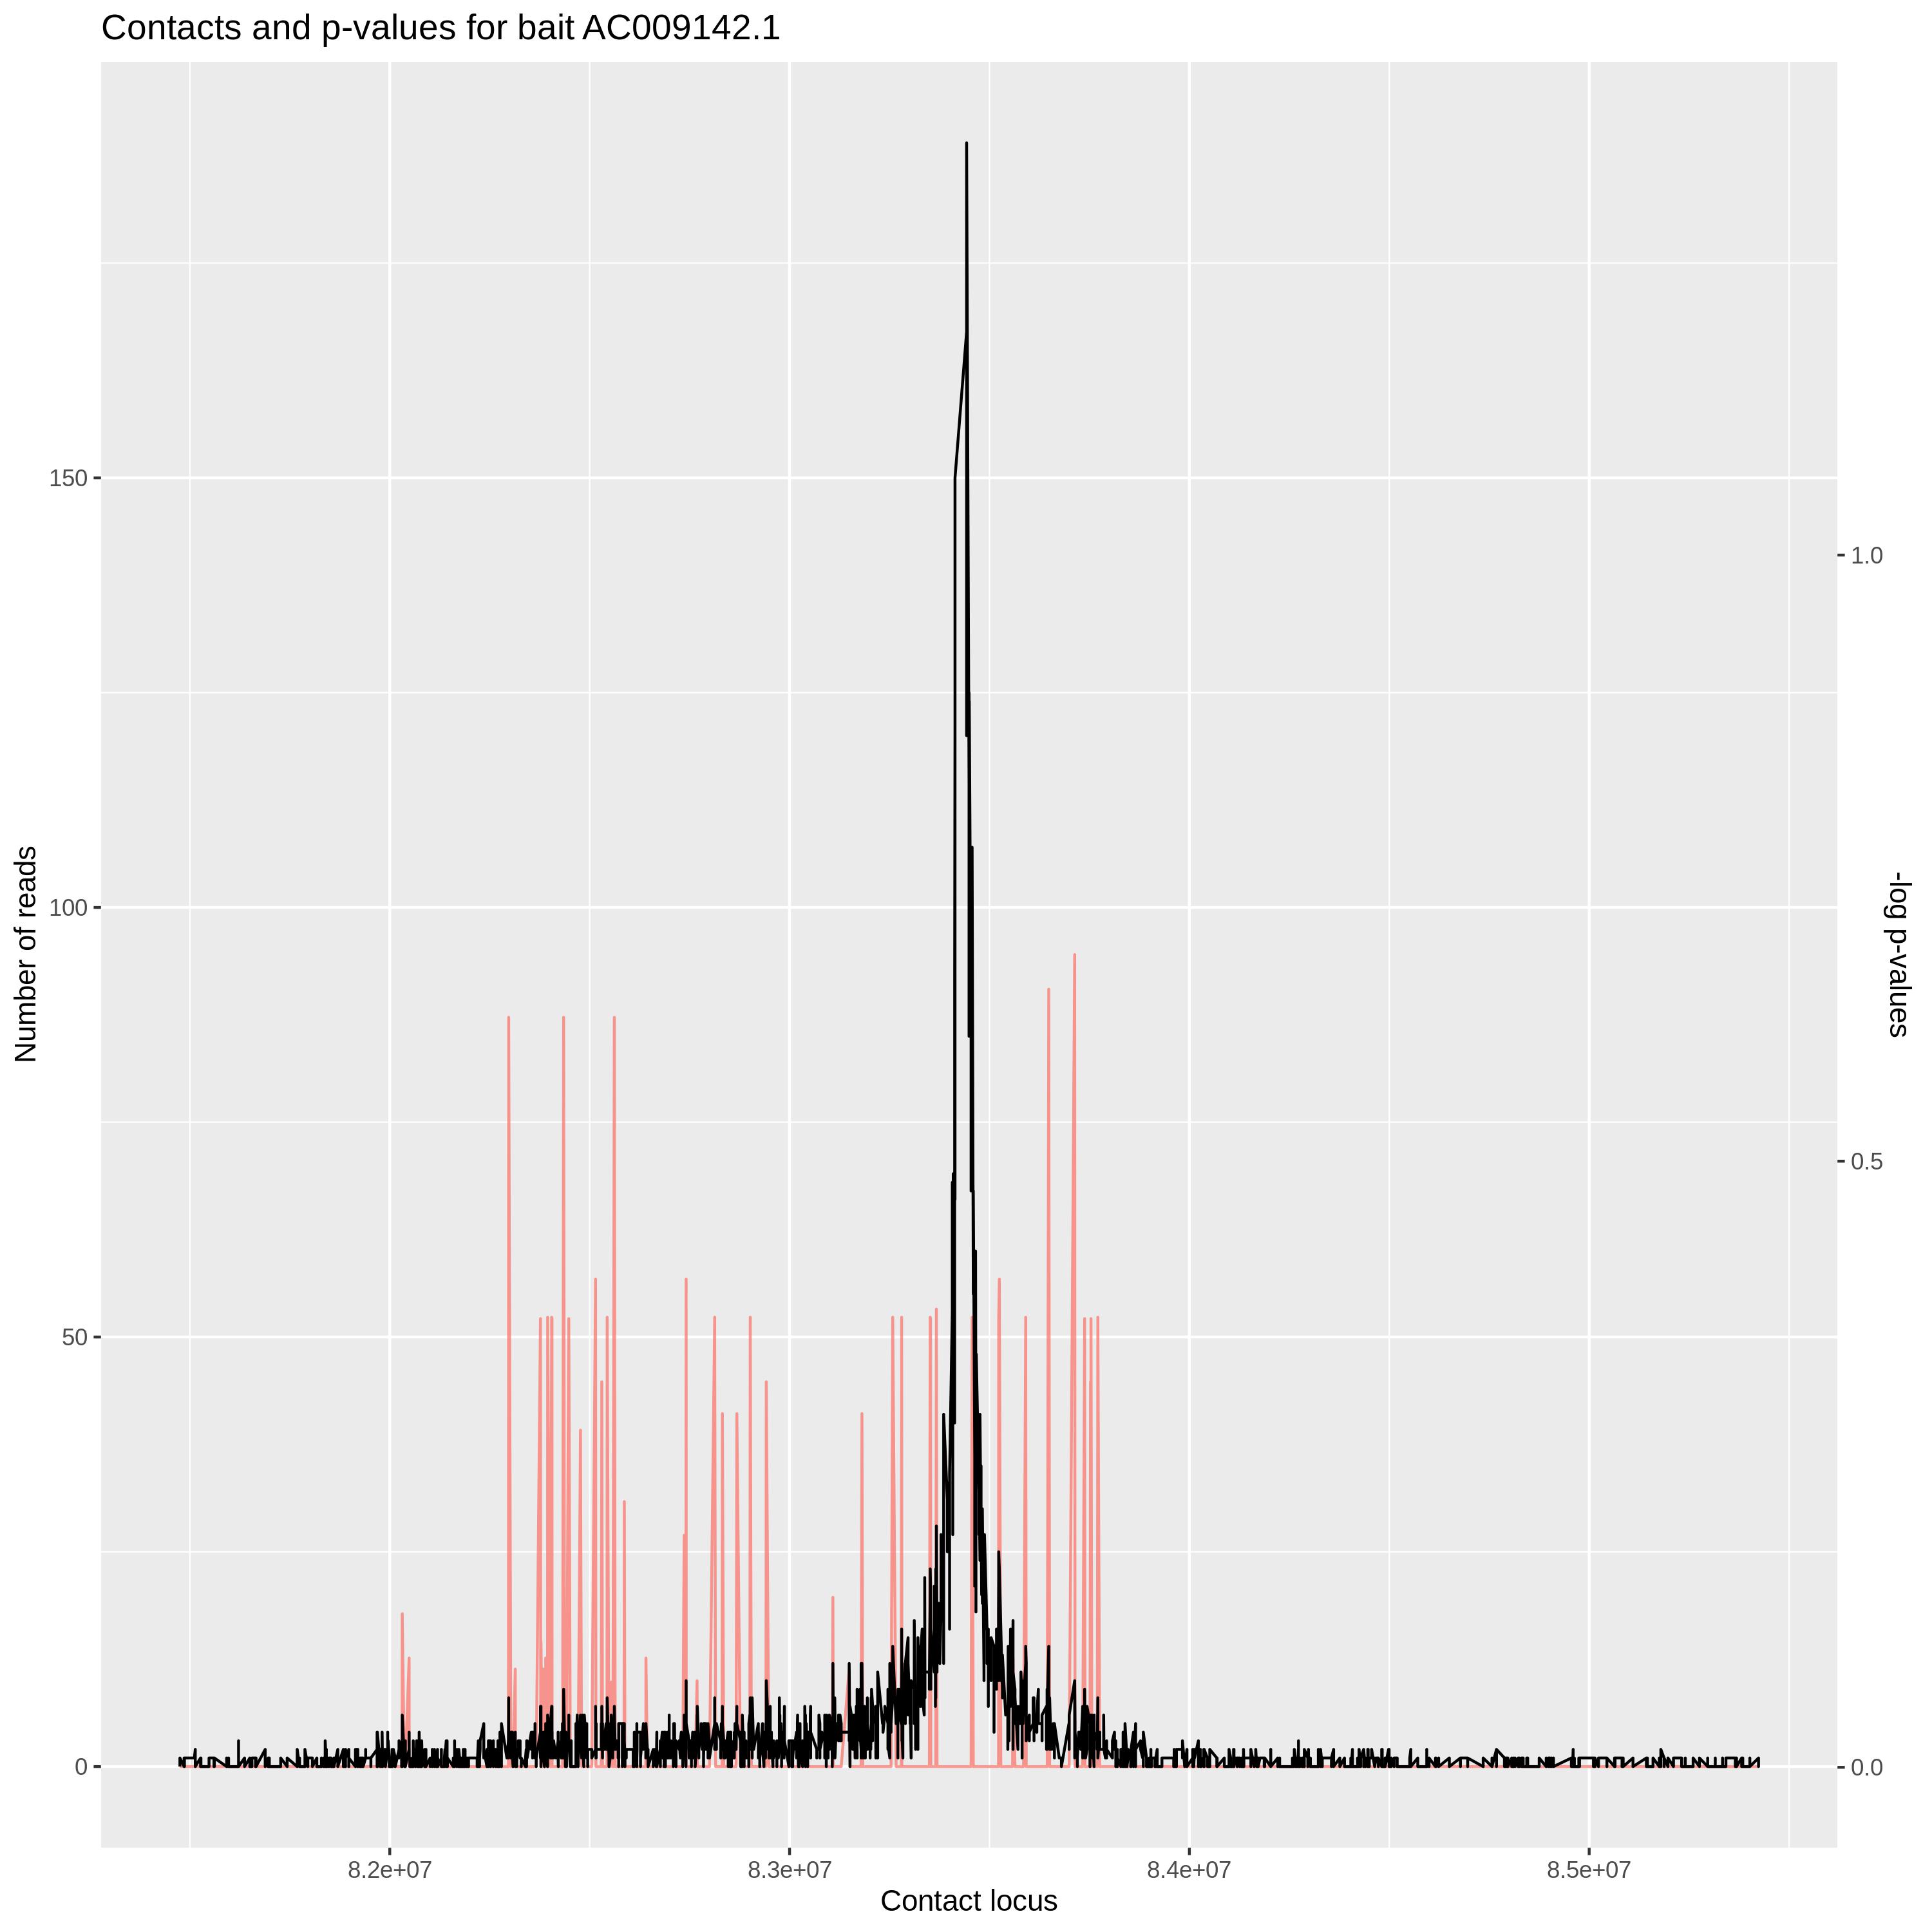 Contacts and p-values for bait AC009142.1
150
100
50
0
1.0
0.5
0.0
Number of reads
-log p-values
8.2e+07
8.3e+07
8.4e+07
8.5e+07
Contact locus